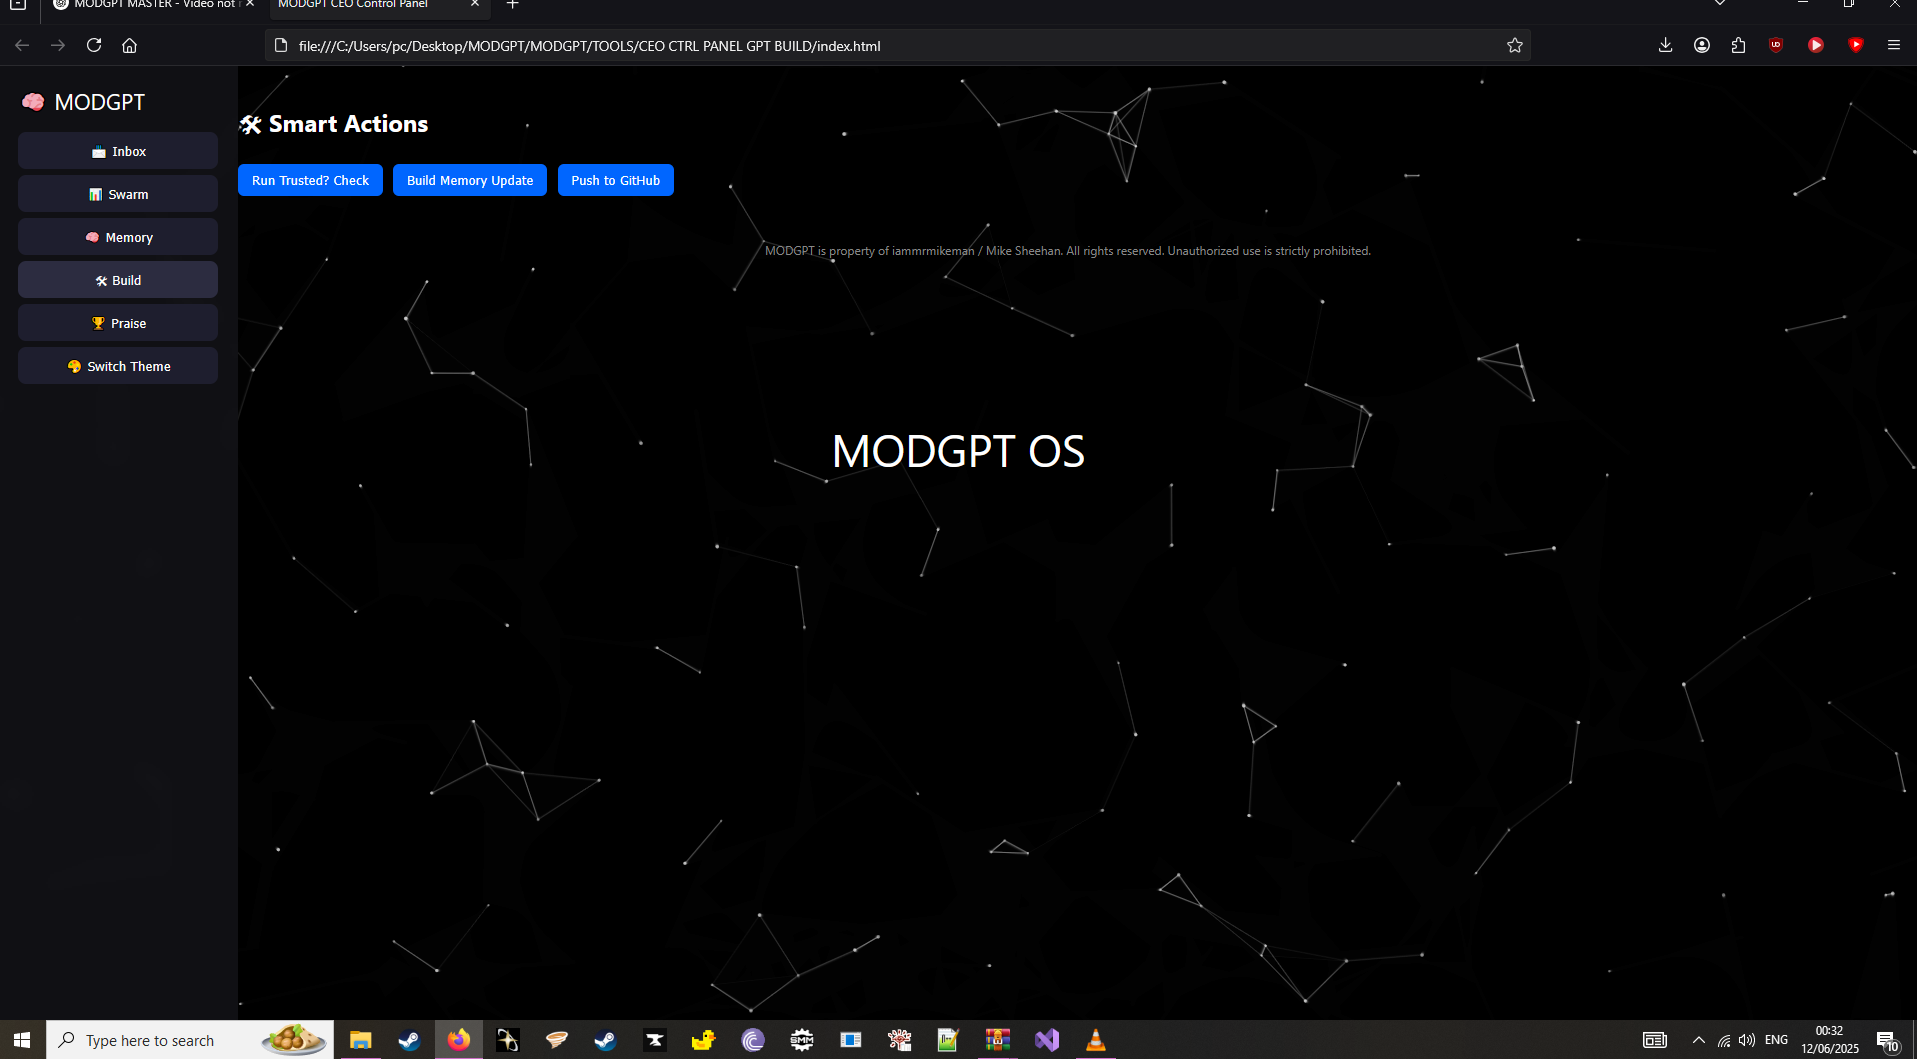 MODGPT MASTER - Video not
MODGPT CEO Control Panel
file:///C:/Users/pc/Desktop/MODGPT/MODGPT/TOOLS/CEO CTRL PANEL GPT BUILD/index.html
MODGPT
Inbox
Swarm
Memory
Build
Praise
Switch Theme
Smart Actions
Run Trusted? Check
Build Memory Update
Push to GitHub
MODGPT is property of iammrmikeman / Mike Sheehan. All rights reserved. Unauthorized use is strictly prohibited.
MODGPT OS
Type here to search
SMM
ENG
00:32
12/06/2025
10